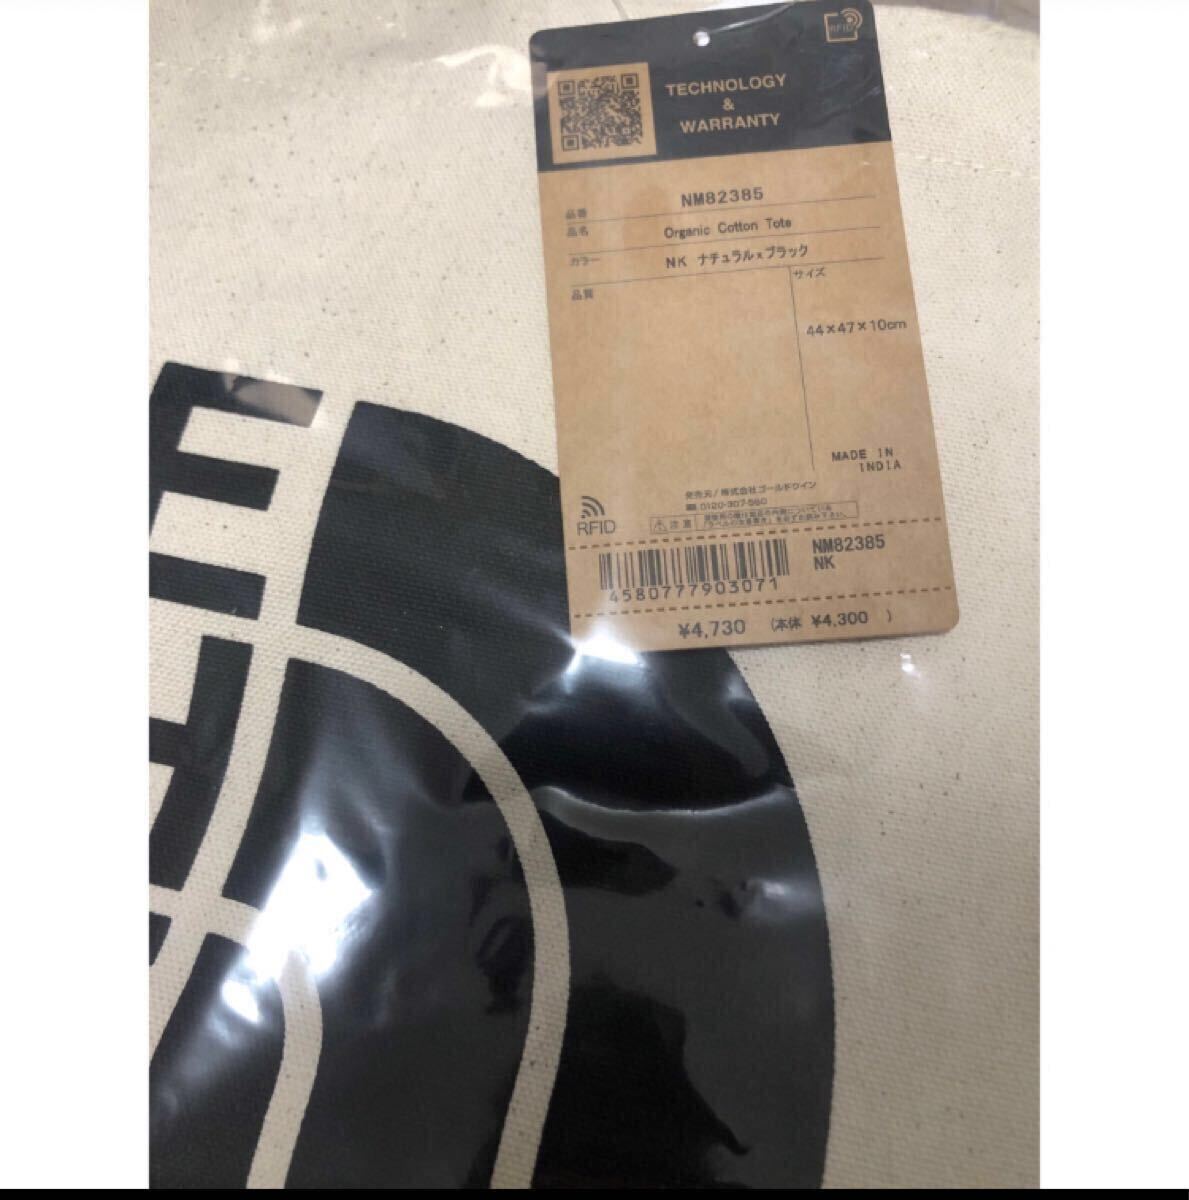 RFID
TECHNOLOGY
&
WARRANTY
品番 NM82385
品名 Organic Cotton Tote
カラー NK ナチュラル×ブラック
品質
サイズ
44×47×10cm
MADE IN
INDIA
発売元/株式会社ゴールドウイン
☎ 0120-307-560
RFID
⚠注意
NM82385
NK
4580777903071
¥4,730 (本体 ¥4,300 )